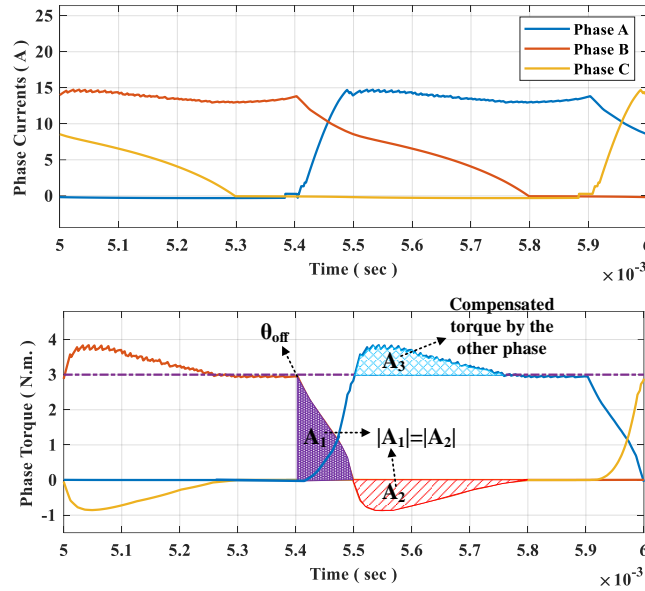 25
20
15
10
5
0
Phase Currents ( A )
Phase A
Phase B
Phase C
5 5.1 5.2 5.3 5.4 5.5 5.6 5.7 5.8 5.9 6
Time ( sec )
×10⁻³
Compensated
torque by the
other phase
θoff
4
3
2
1
0
-1
Phase Torque ( N.m. )
A3
A1
|A1|=|A2|
A2
5 5.1 5.2 5.3 5.4 5.5 5.6 5.7 5.8 5.9 6
Time ( sec )
×10⁻³